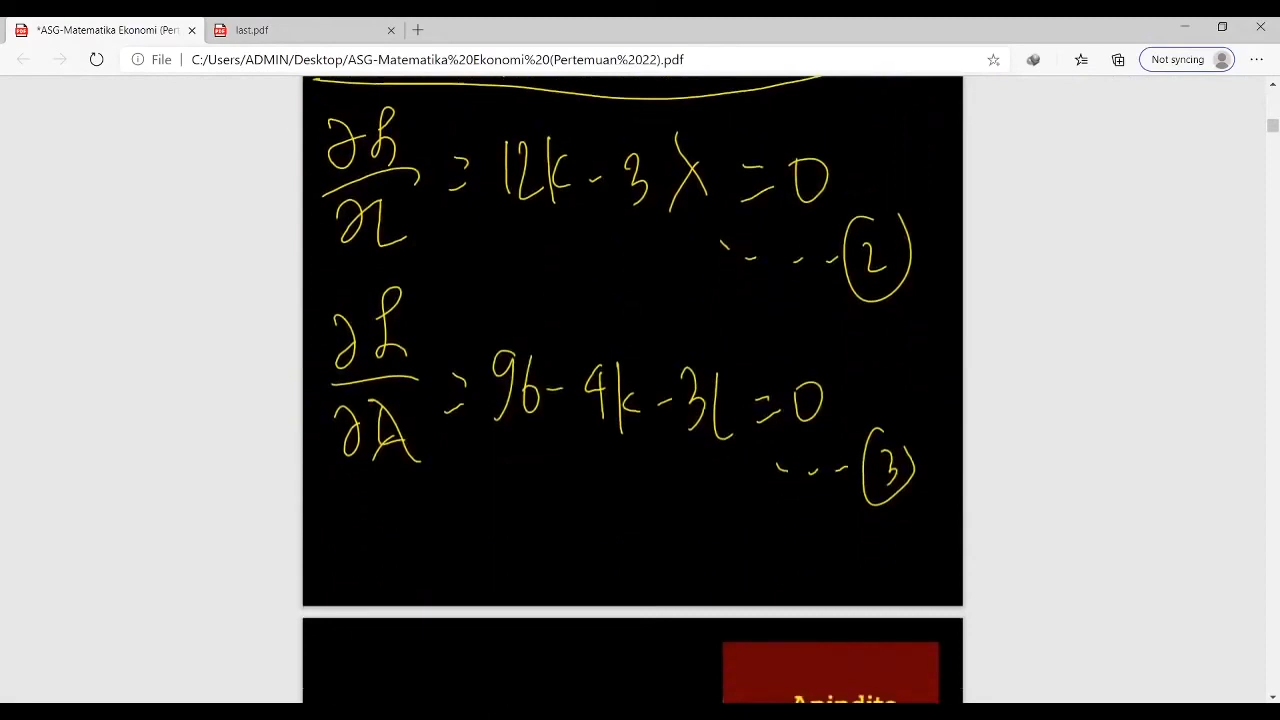 *ASG-Matematika Ekonomi (Pert
last.pdf
File C:/Users/ADMIN/Desktop/ASG-Matematika%20Ekonomi%20(Pertemuan%2022).pdf
Not syncing
∂L/∂l = 12k - 3λ = 0
.... 2
∂L/∂λ = 96 - 4k - 3l = 0
... 3
Anindito